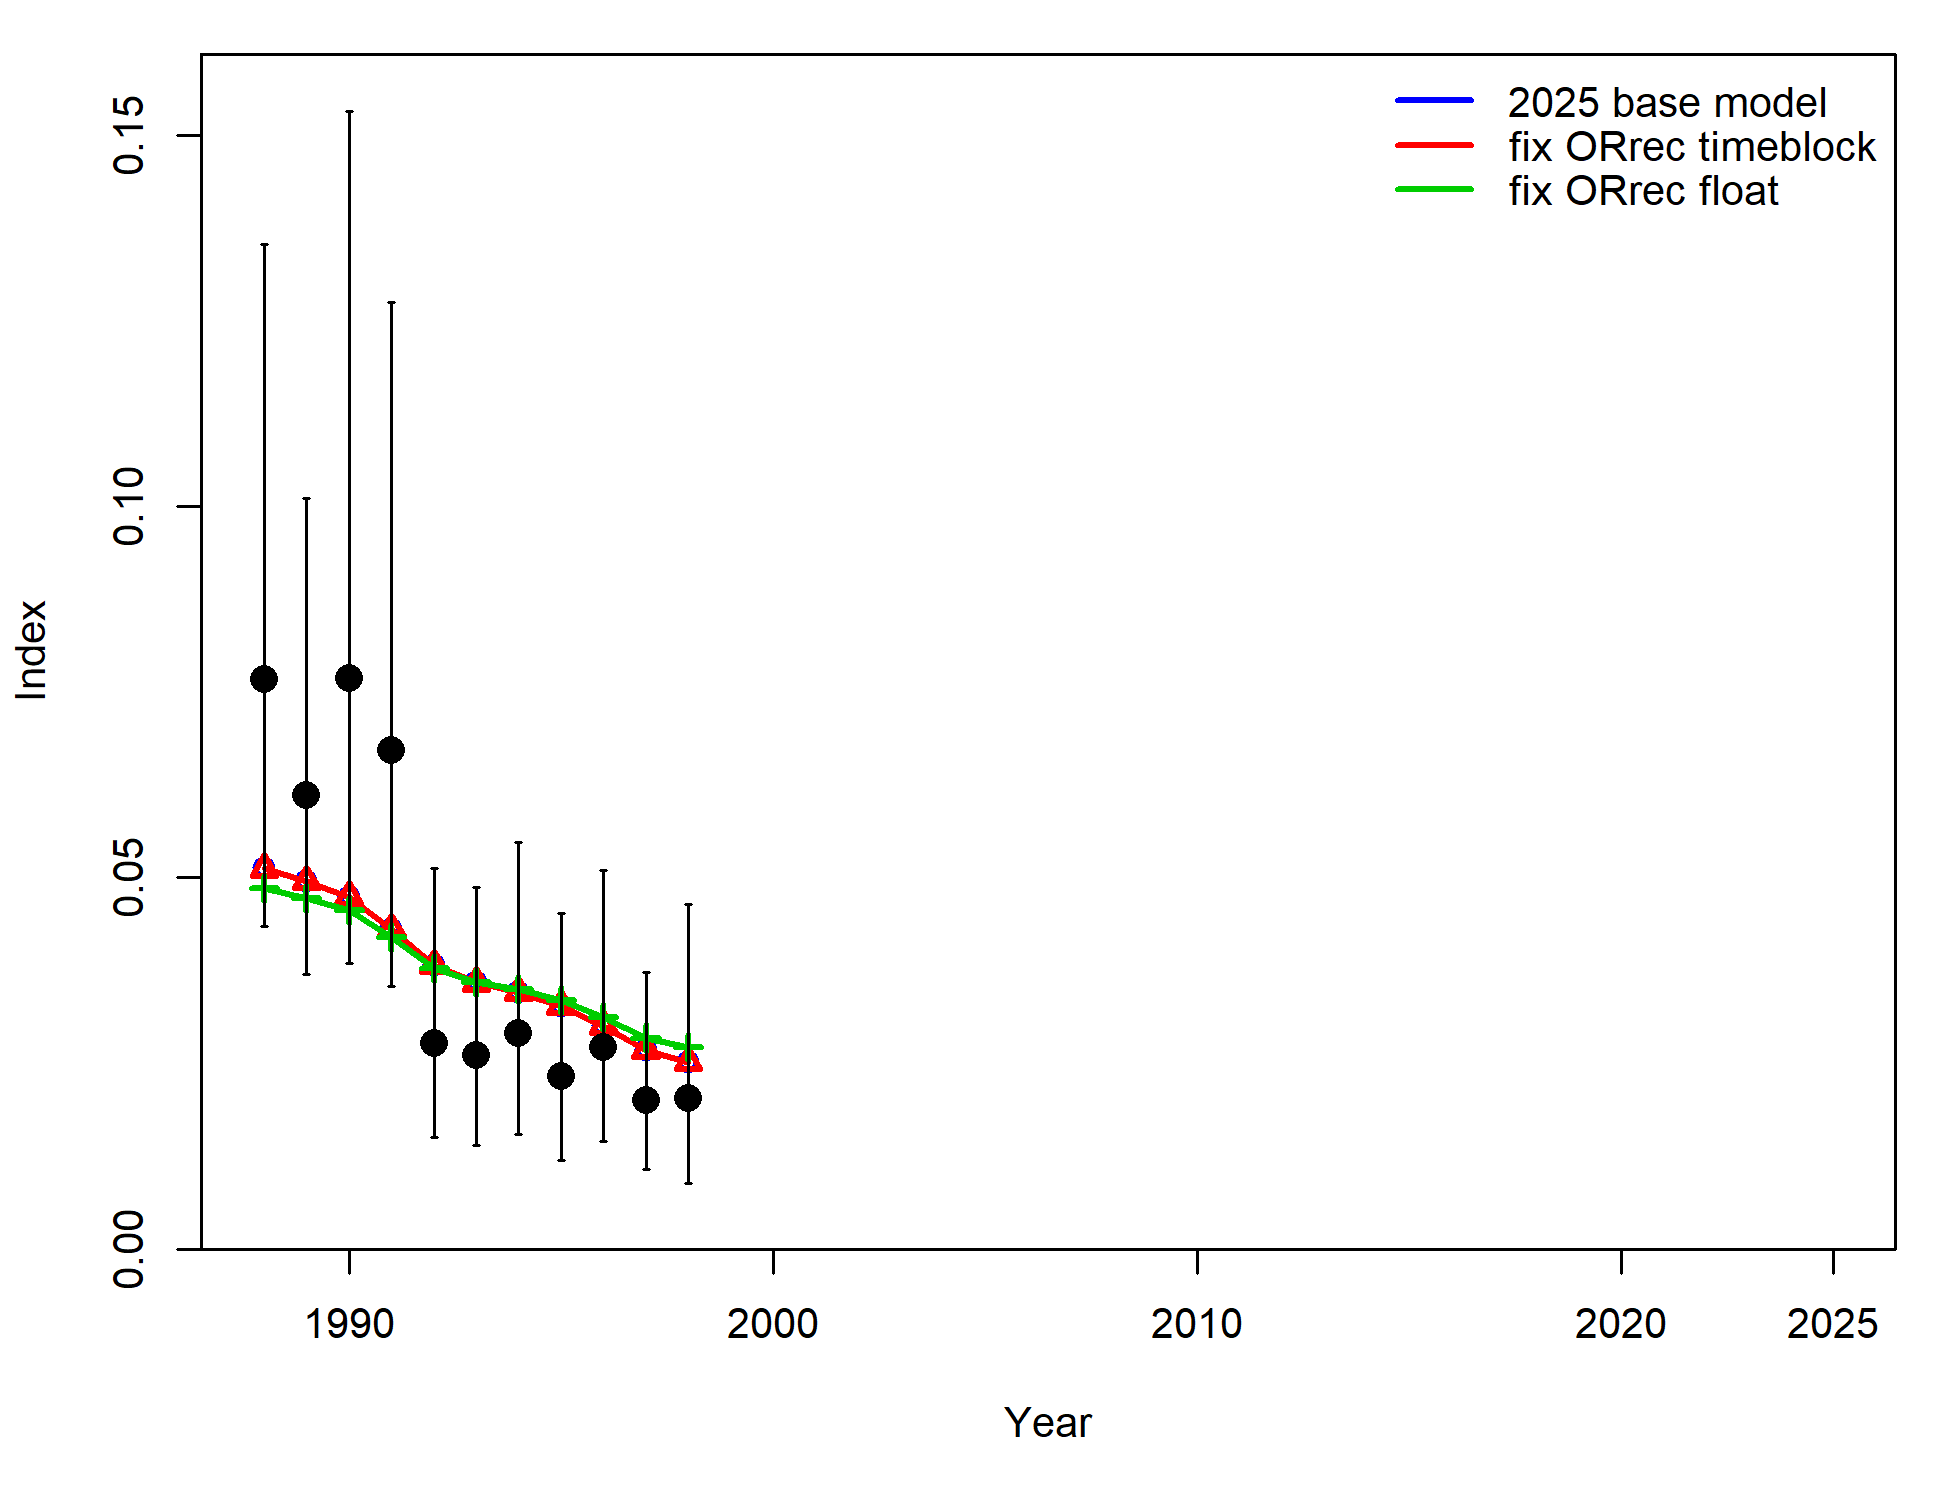 2025 base model
fix ORrec timeblock
fix ORrec float
0.15
0.10
0.05
0.00
Index
1990
2000
2010
2020
2025
Year